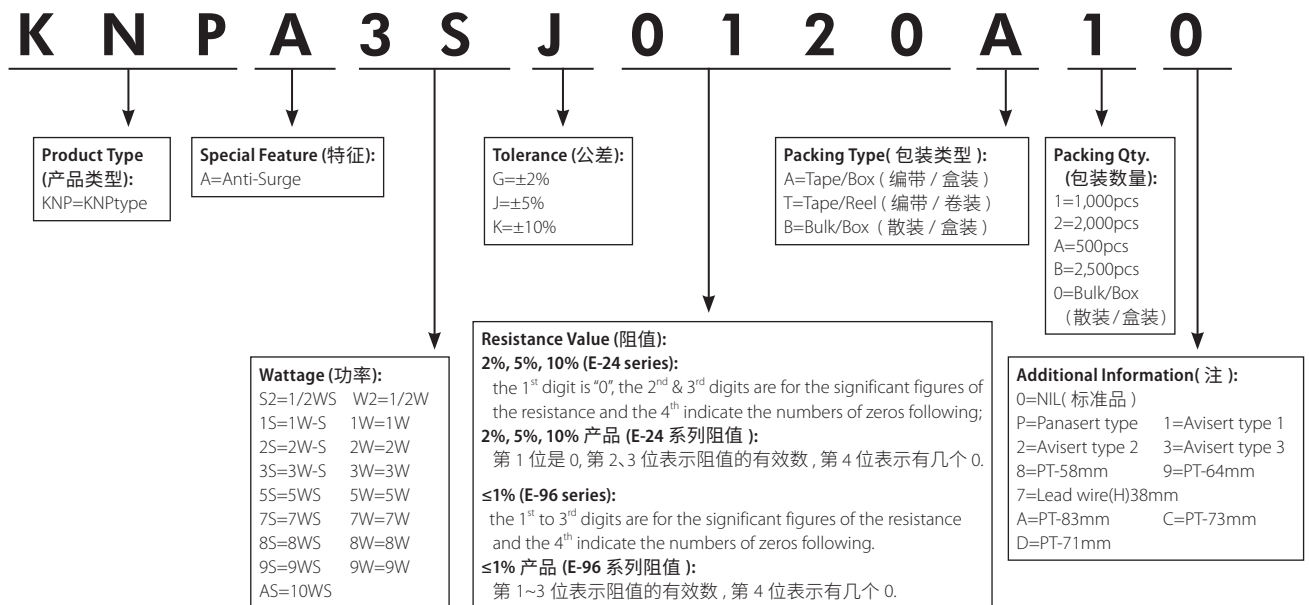 K N P A 3 S J 0 1 2 0 A 1 0
Product Type
(产品类型):
KNP=KNPtype
Special Feature (特征):
A=Anti-Surge
Tolerance (公差):
G=±2%
J=±5%
K=±10%
Packing Type( 包装类型 ):
A=Tape/Box ( 编带 / 盒装 )
T=Tape/Reel ( 编带 / 卷装 )
B=Bulk/Box ( 散装 / 盒装 )
Packing Qty.
(包装数量):
1=1,000pcs
2=2,000pcs
A=500pcs
B=2,500pcs
0=Bulk/Box
(散装/盒装)
Wattage (功率):
S2=1/2WS W2=1/2W
1S=1W-S 1W=1W
2S=2W-S 2W=2W
3S=3W-S 3W=3W
5S=5WS 5W=5W
7S=7WS 7W=7W
8S=8WS 8W=8W
9S=9WS 9W=9W
AS=10WS
Resistance Value (阻值):
2%, 5%, 10% (E-24 series):
the 1st digit is "0", the 2nd & 3rd digits are for the significant figures of
the resistance and the 4th indicate the numbers of zeros following;
2%, 5%, 10% 产品 (E-24 系列阻值 ):
第 1 位是 0, 第 2、3 位表示阻值的有效数 , 第 4 位表示有几个 0.
≤1% (E-96 series):
the 1st to 3rd digits are for the significant figures of the resistance
and the 4th indicate the numbers of zeros following.
≤1% 产品 (E-96 系列阻值 ):
第 1~3 位表示阻值的有效数 , 第 4 位表示有几个 0.
Additional Information( 注 ):
0=NIL( 标准品 )
P=Panasert type 1=Avisert type 1
2=Avisert type 2 3=Avisert type 3
8=PT-58mm 9=PT-64mm
7=Lead wire(H)38mm
A=PT-83mm C=PT-73mm
D=PT-71mm